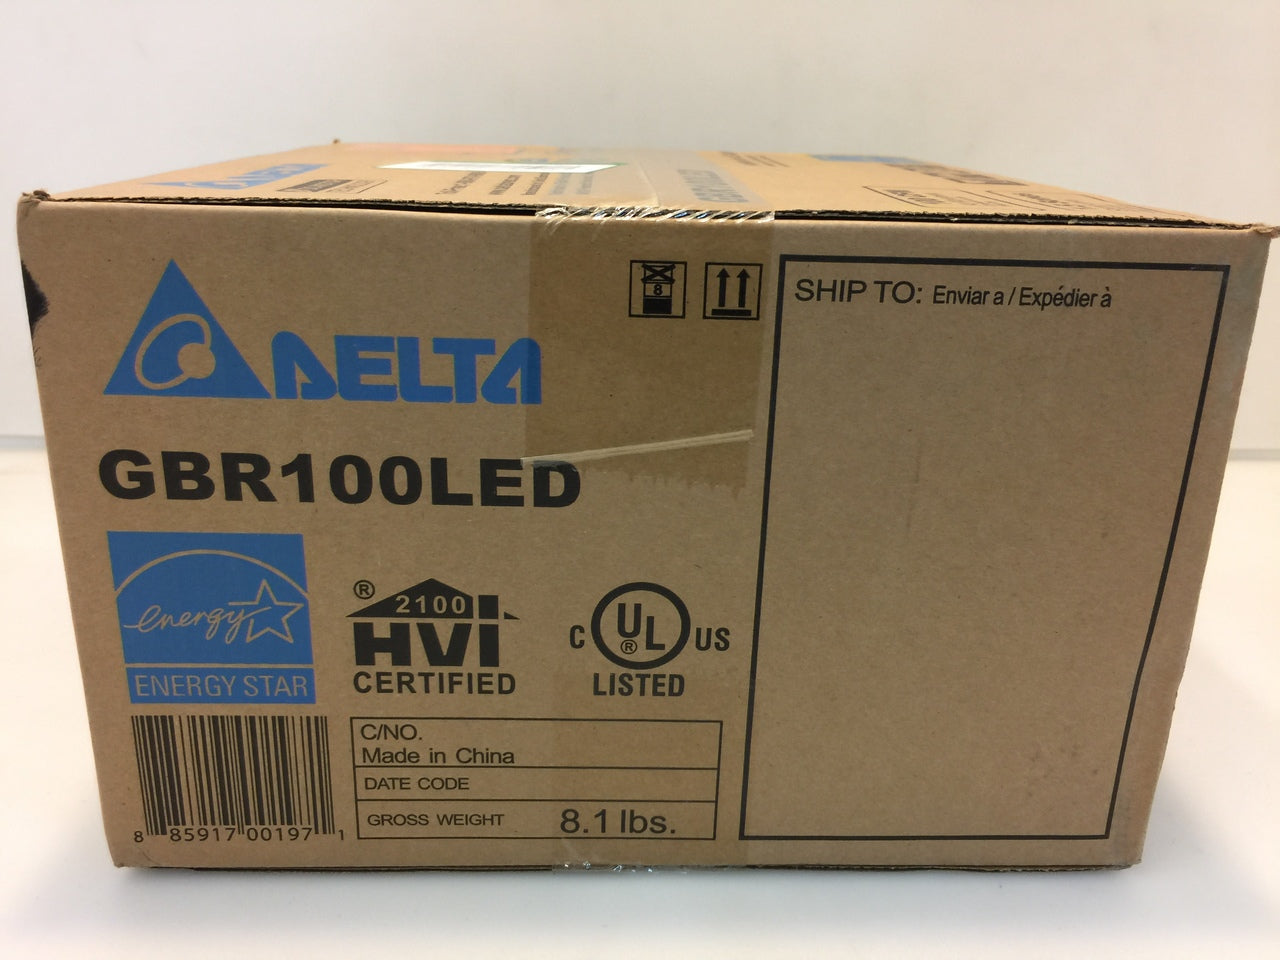 DELTA
8
SHIP TO: Enviar a / Expédier à
GBR100LED
energy
ENERGY STAR
® 2100
HVI
CERTIFIED
C UL ® US
LISTED
C/NO.
Made in China
DATE CODE
GROSS WEIGHT 8.1 lbs.
8 85917 00197 1